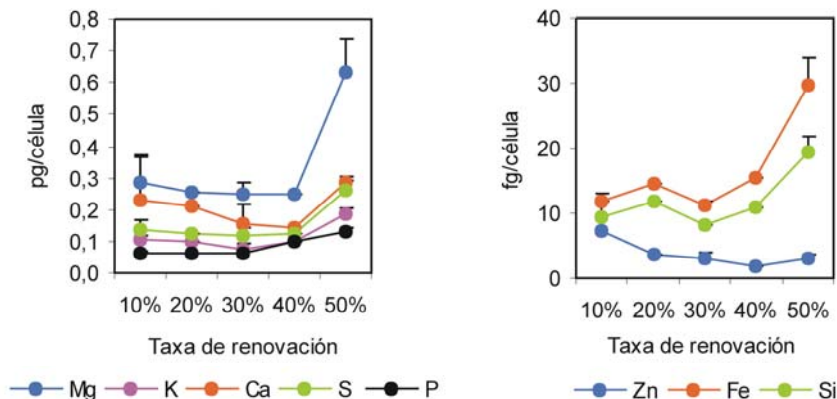 0,8
0,7
0,6
0,5
0,4
0,3
0,2
0,1
0,0
pg/célula
10% 20% 30% 40% 50%
Taxa de renovación
Mg K Ca S P
40
30
20
10
0
fg/célula
10% 20% 30% 40% 50%
Taxa de renovación
Zn Fe Si